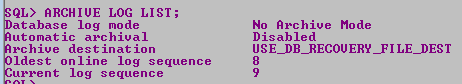 SQL> ARCHIVE LOG LIST;
Database log mode              No Archive Mode
Automatic archival             Disabled
Archive destination            USE_DB_RECOVERY_FILE_DEST
Oldest online log sequence     8
Current log sequence           9
SQL>